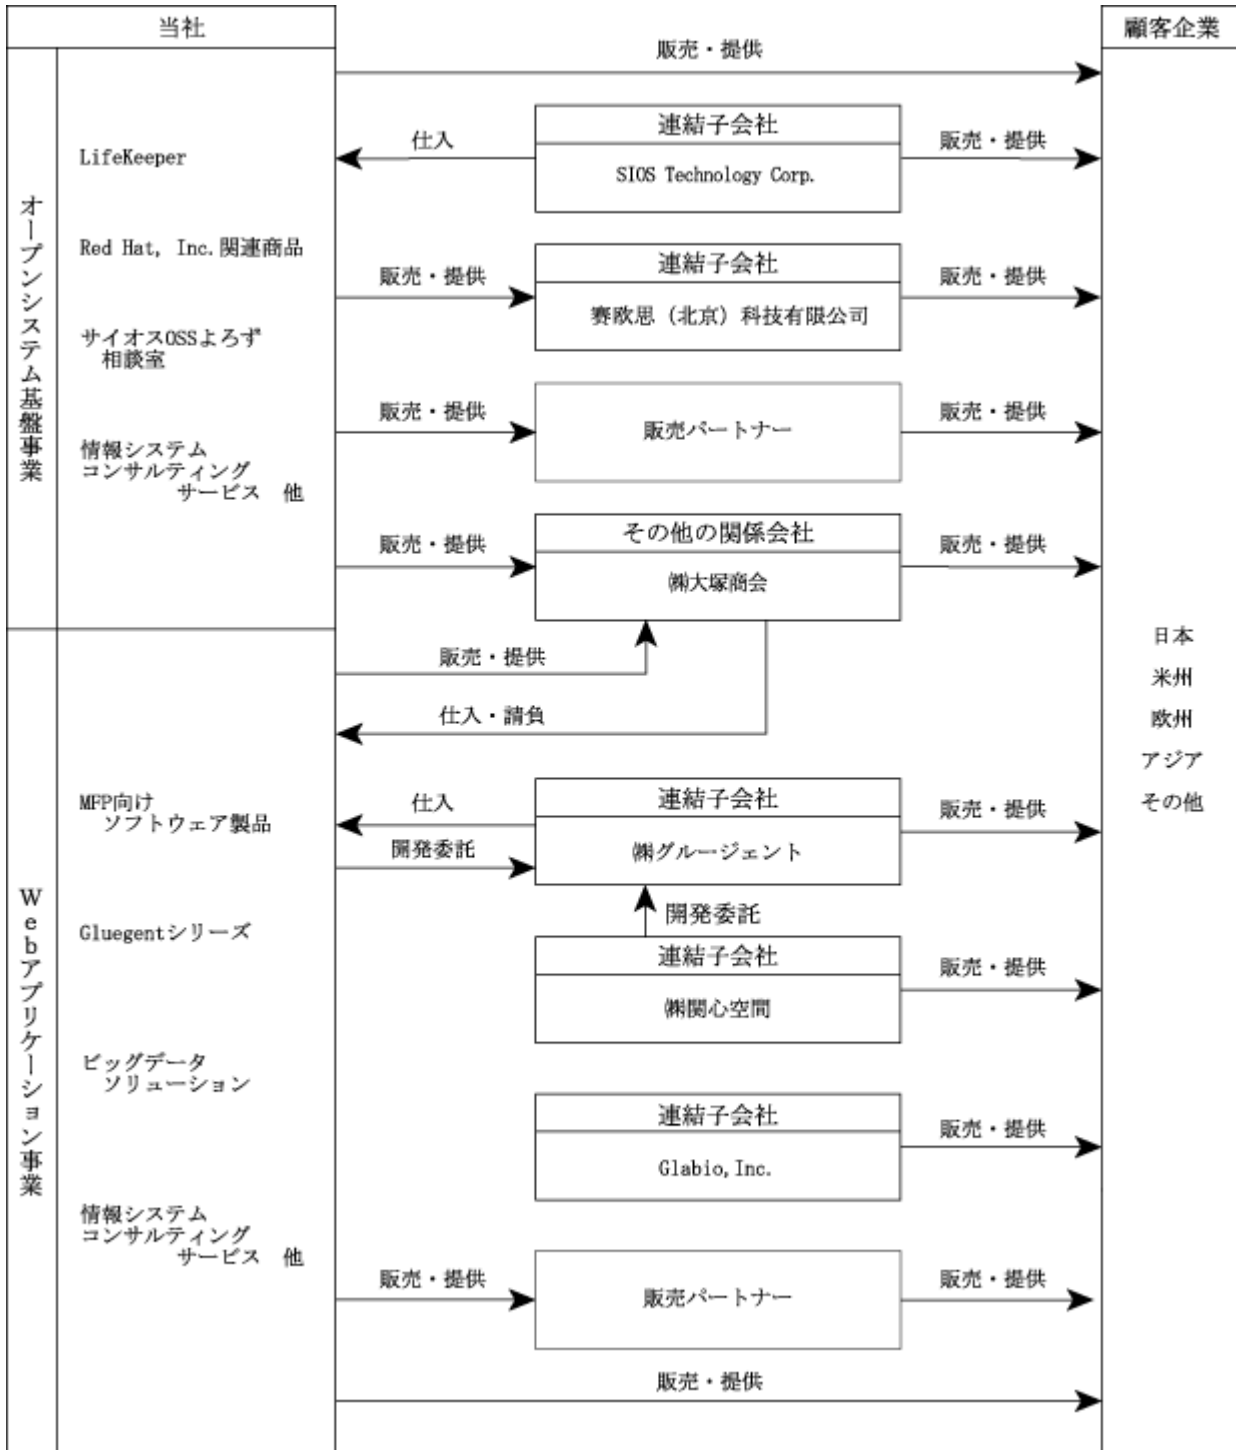 当社
顧客企業
オープンシステム基盤事業
LifeKeeper
Red Hat, Inc.関連商品
サイオスOSSよろず
相談室
情報システム
コンサルティング
サービス　他
販売・提供
仕入
連結子会社
SIOS Technology Corp.
販売・提供
販売・提供
連結子会社
賽欧思（北京）科技有限公司
販売・提供
販売・提供
販売パートナー
販売・提供
販売・提供
その他の関係会社
㈱大塚商会
販売・提供
販売・提供
仕入・請負
Webアプリケーション事業
MFP向け
ソフトウェア製品
Gluegentシリーズ
ビッグデータ
ソリューション
情報システム
コンサルティング
サービス　他
仕入
開発委託
連結子会社
㈱グルージェント
販売・提供
開発委託
連結子会社
㈱関心空間
販売・提供
連結子会社
Glabio,Inc.
販売・提供
販売・提供
販売パートナー
販売・提供
販売・提供
日本
米州
欧州
アジア
その他